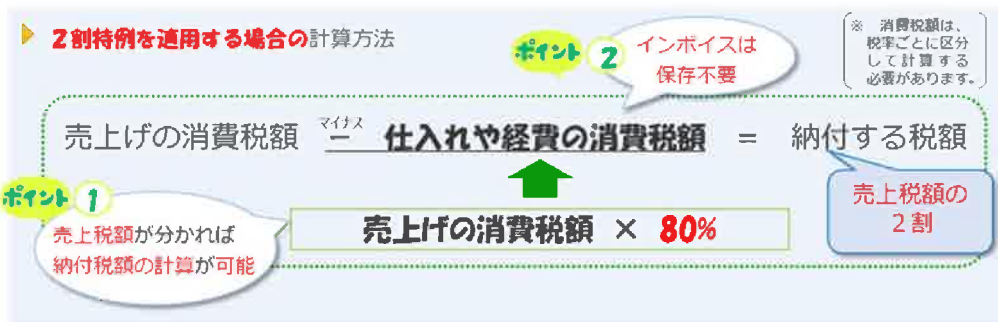 2割特例を適用する場合の計算方法
ポイント 2
インボイスは
保存不要
※ 消費税額は、
税率ごとに区分
して計算する
必要があります。
売上げの消費税額 マイナス － 仕入れや経費の消費税額 ＝ 納付する税額
ポイント 1
売上税額が分かれば
納付税額の計算が可能
売上げの消費税額 × 80%
売上税額の
２割